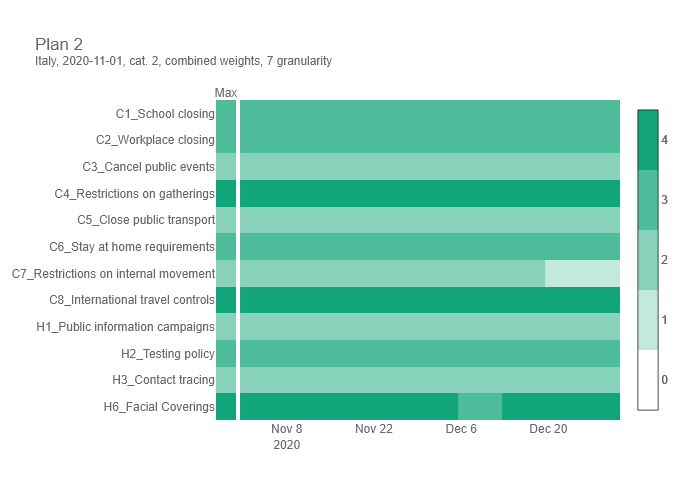 Plan 2
Italy, 2020-11-01, cat. 2, combined weights, 7 granularity
Max
C1_School closing
C2_Workplace closing
C3_Cancel public events
C4_Restrictions on gatherings
C5_Close public transport
C6_Stay at home requirements
C7_Restrictions on internal movement
C8_International travel controls
H1_Public information campaigns
H2_Testing policy
H3_Contact tracing
H6_Facial Coverings
Nov 8 Nov 22 Dec 6 Dec 20
2020
4
3
2
1
0